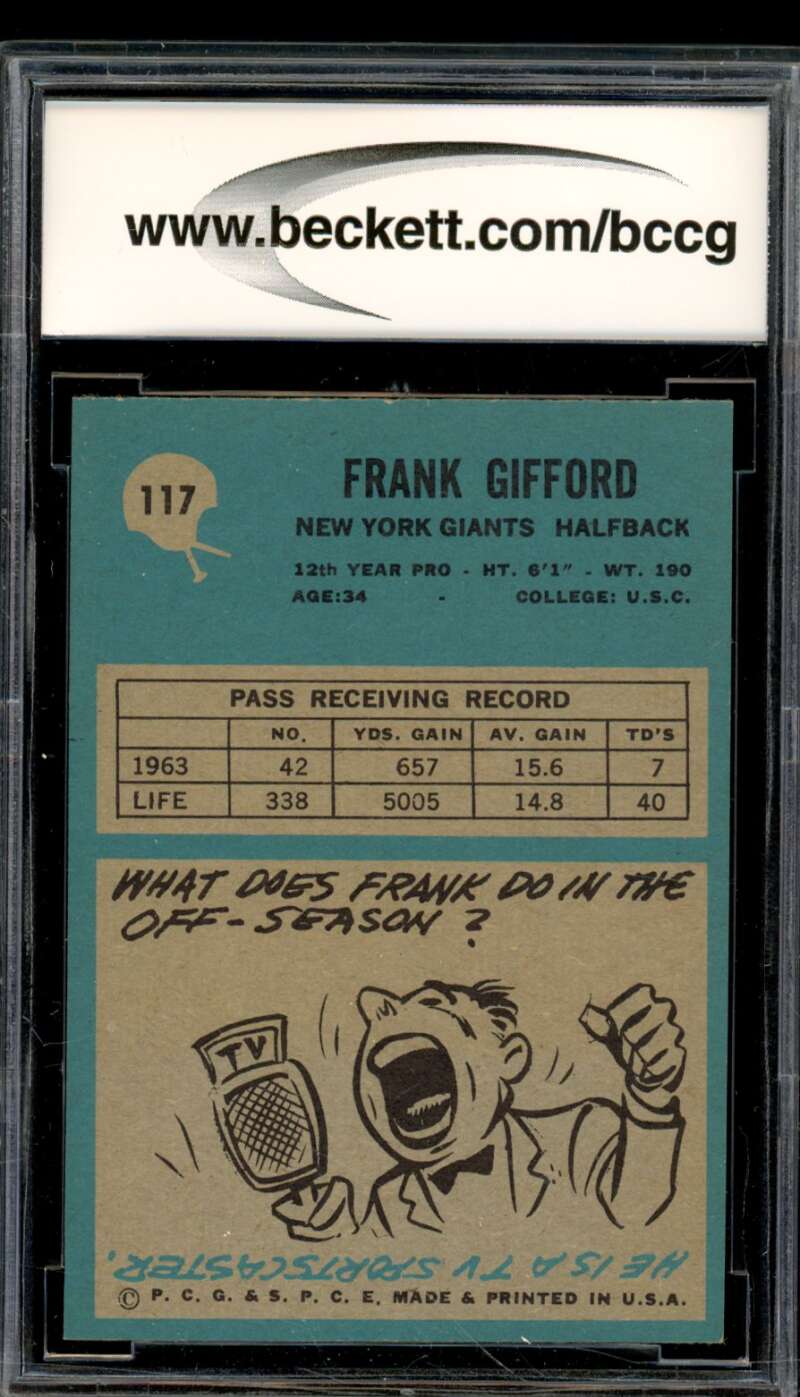 www.beckett.com/bccg
117
FRANK GIFFORD
NEW YORK GIANTS HALFBACK
12th YEAR PRO - HT. 6'1" - WT. 190
AGE:34 - COLLEGE: U.S.C.
PASS RECEIVING RECORD
NO. YDS. GAIN AV. GAIN TD'S
1963 42 657 15.6 7
LIFE 338 5005 14.8 40
WHAT DOES FRANK DO IN THE
OFF-SEASON?
TV
HE IS A TV SPORTSCASTER.
© P. C. G. & S. P. C. E. MADE & PRINTED IN U.S.A.